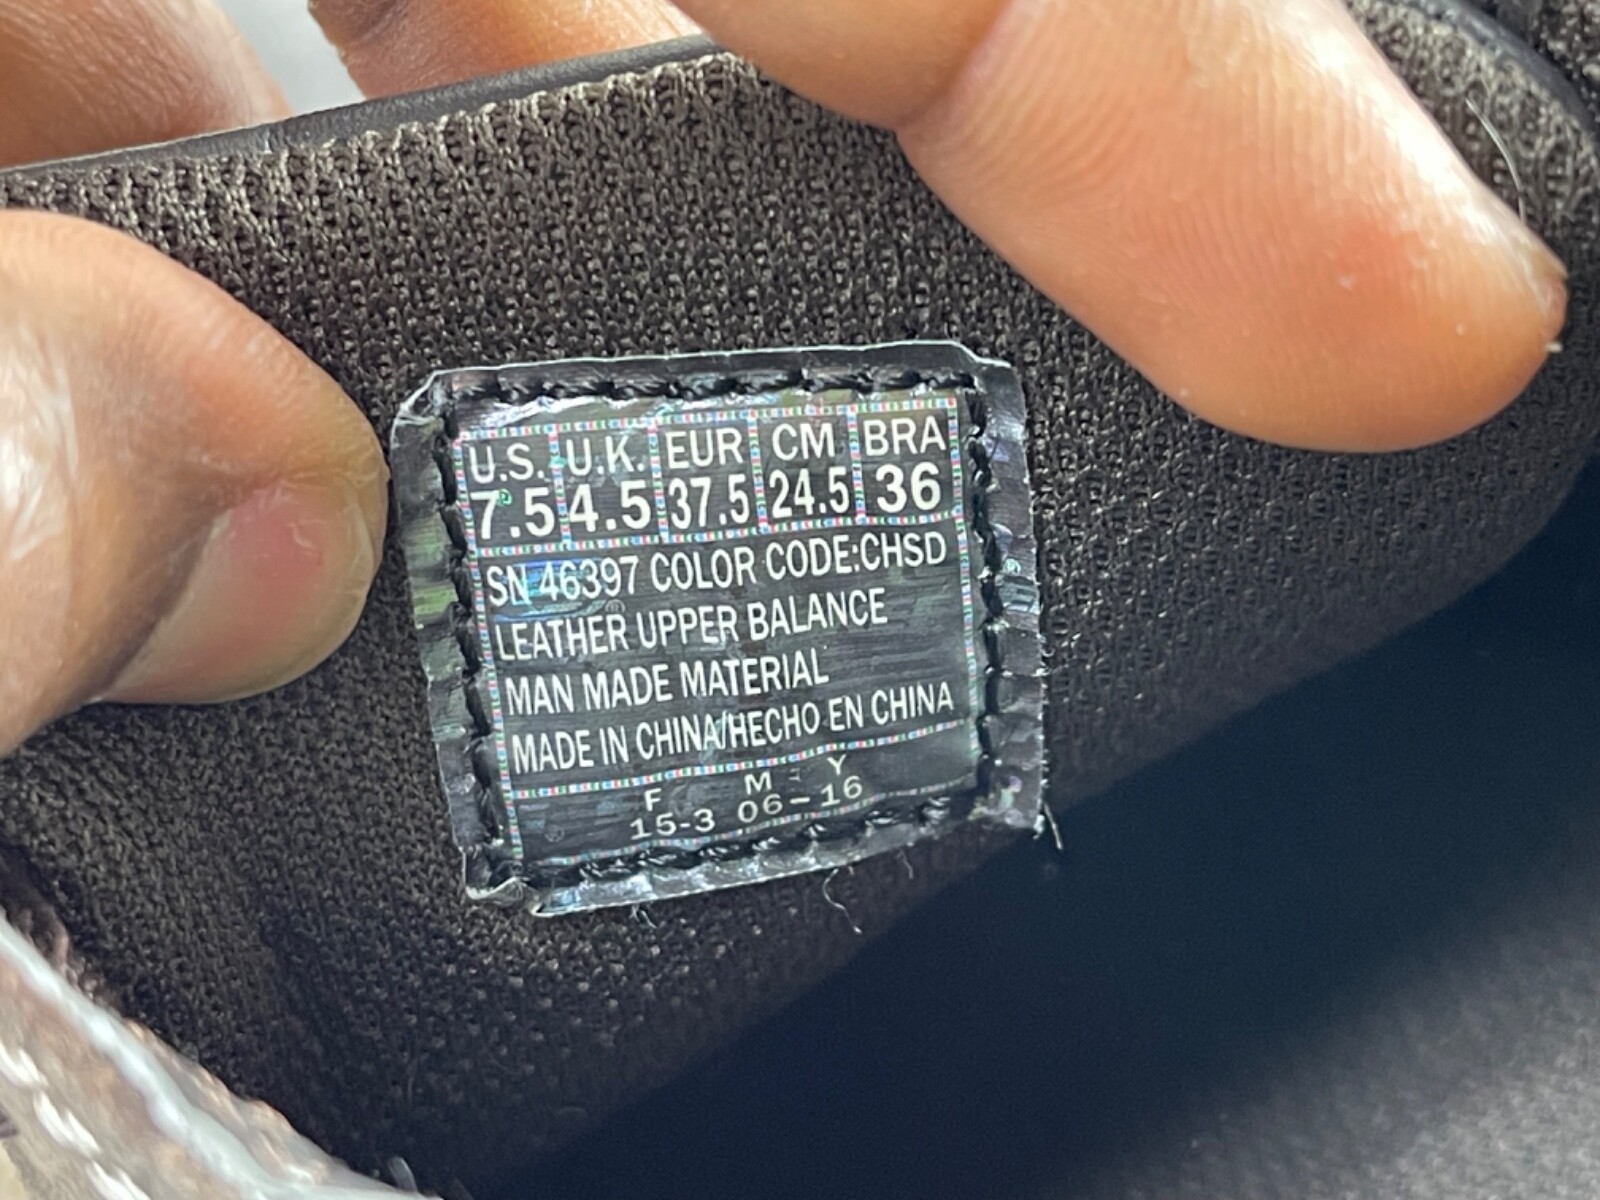 U.S. U.K. EUR CM BRA
7.5 4.5 37.5 24.5 36
SN 46397 COLOR CODE:CHSD
LEATHER UPPER BALANCE
MAN MADE MATERIAL
MADE IN CHINA/HECHO EN CHINA
F M Y
15-3 06-16